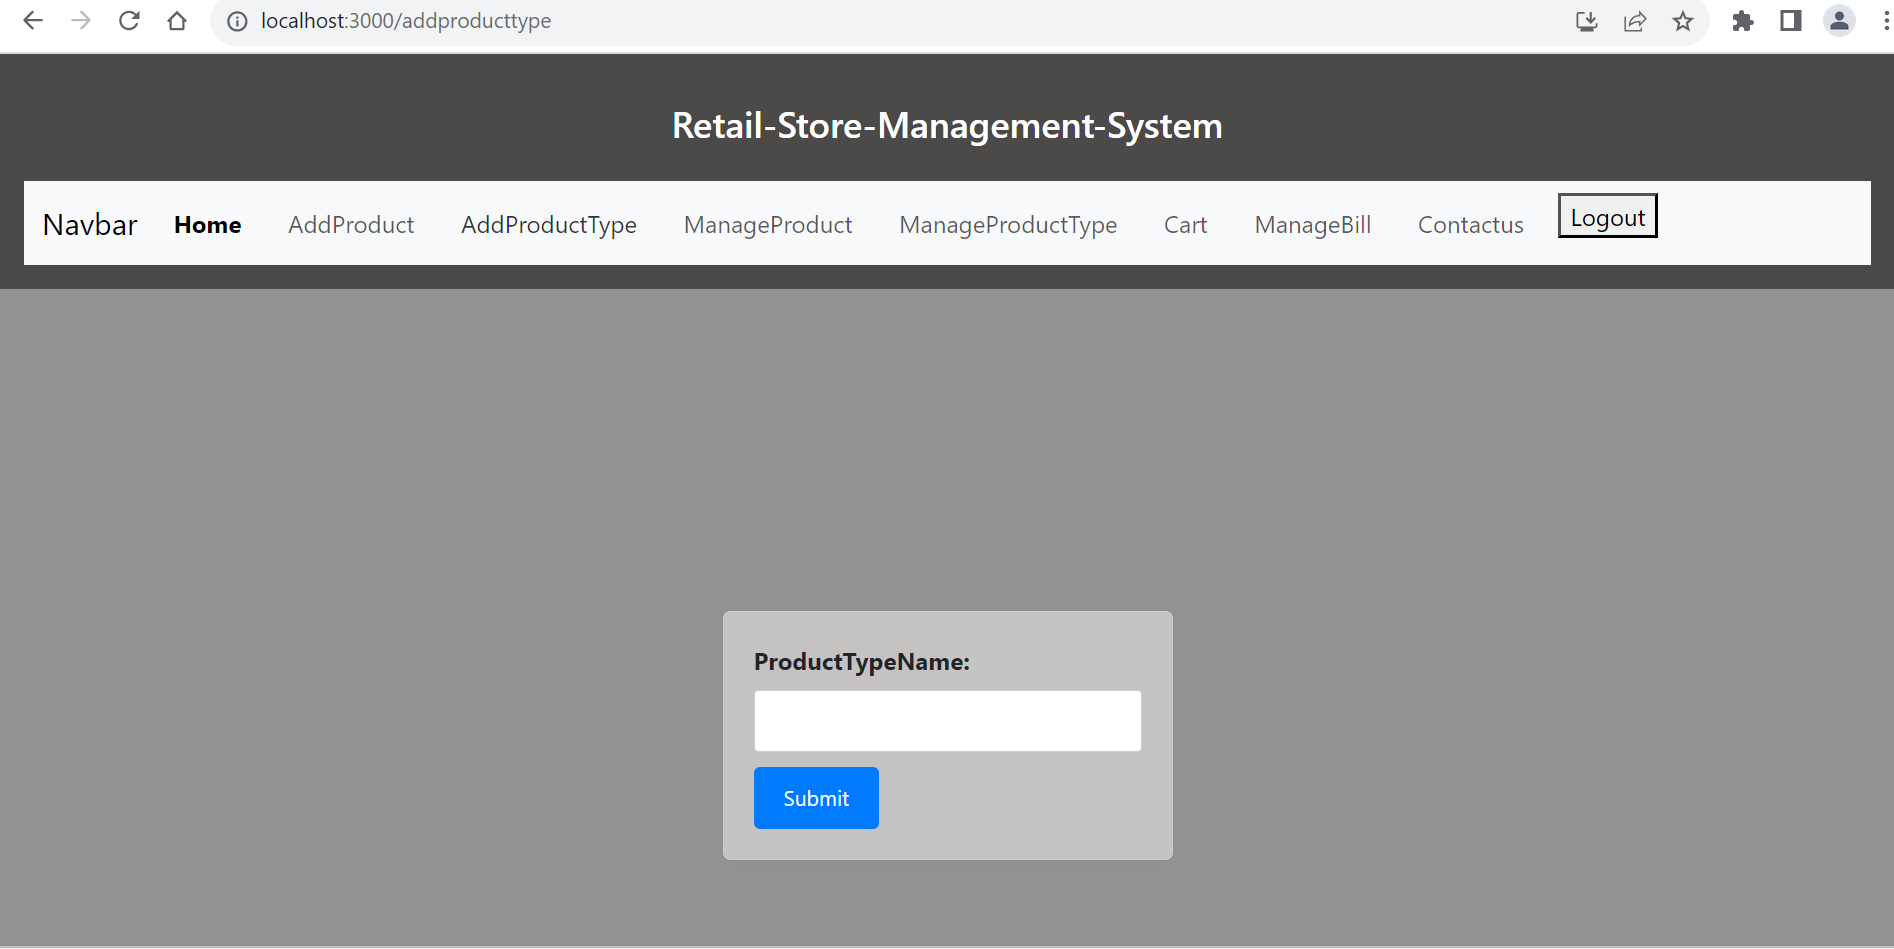 localhost:3000/addproducttype
Retail-Store-Management-System
Navbar Home AddProduct AddProductType ManageProduct ManageProductType Cart ManageBill Contactus Logout
ProductTypeName:
Submit